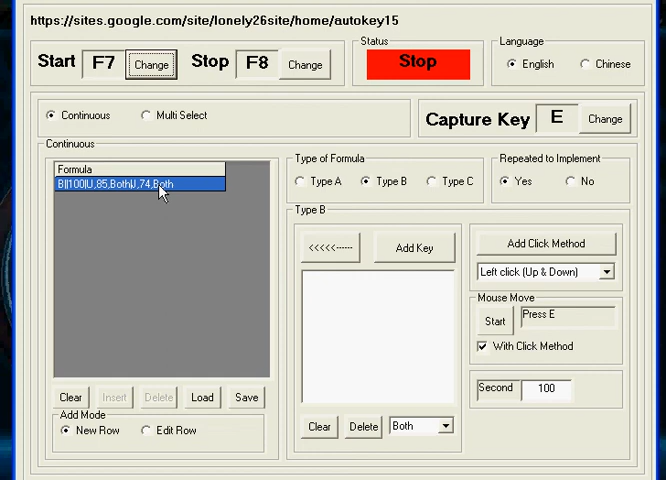 https://sites.google.com/site/lonely26site/home/autokey15
Start F7 Change Stop F8 Change
Status
Stop
Language
English Chinese
Continuous Multi Select
Capture Key E Change
Continuous
Formula
B||100|U,85,Both|J,74,Both
Clear Insert Delete Load Save
Add Mode
New Row Edit Row
Type of Formula
Type A Type B Type C
Repeated to Implement
Yes No
Type B
<<<<<------ Add Key
Clear Delete Both
Add Click Method
Left click (Up & Down)
Mouse Move
Start Press E
With Click Method
Second 100